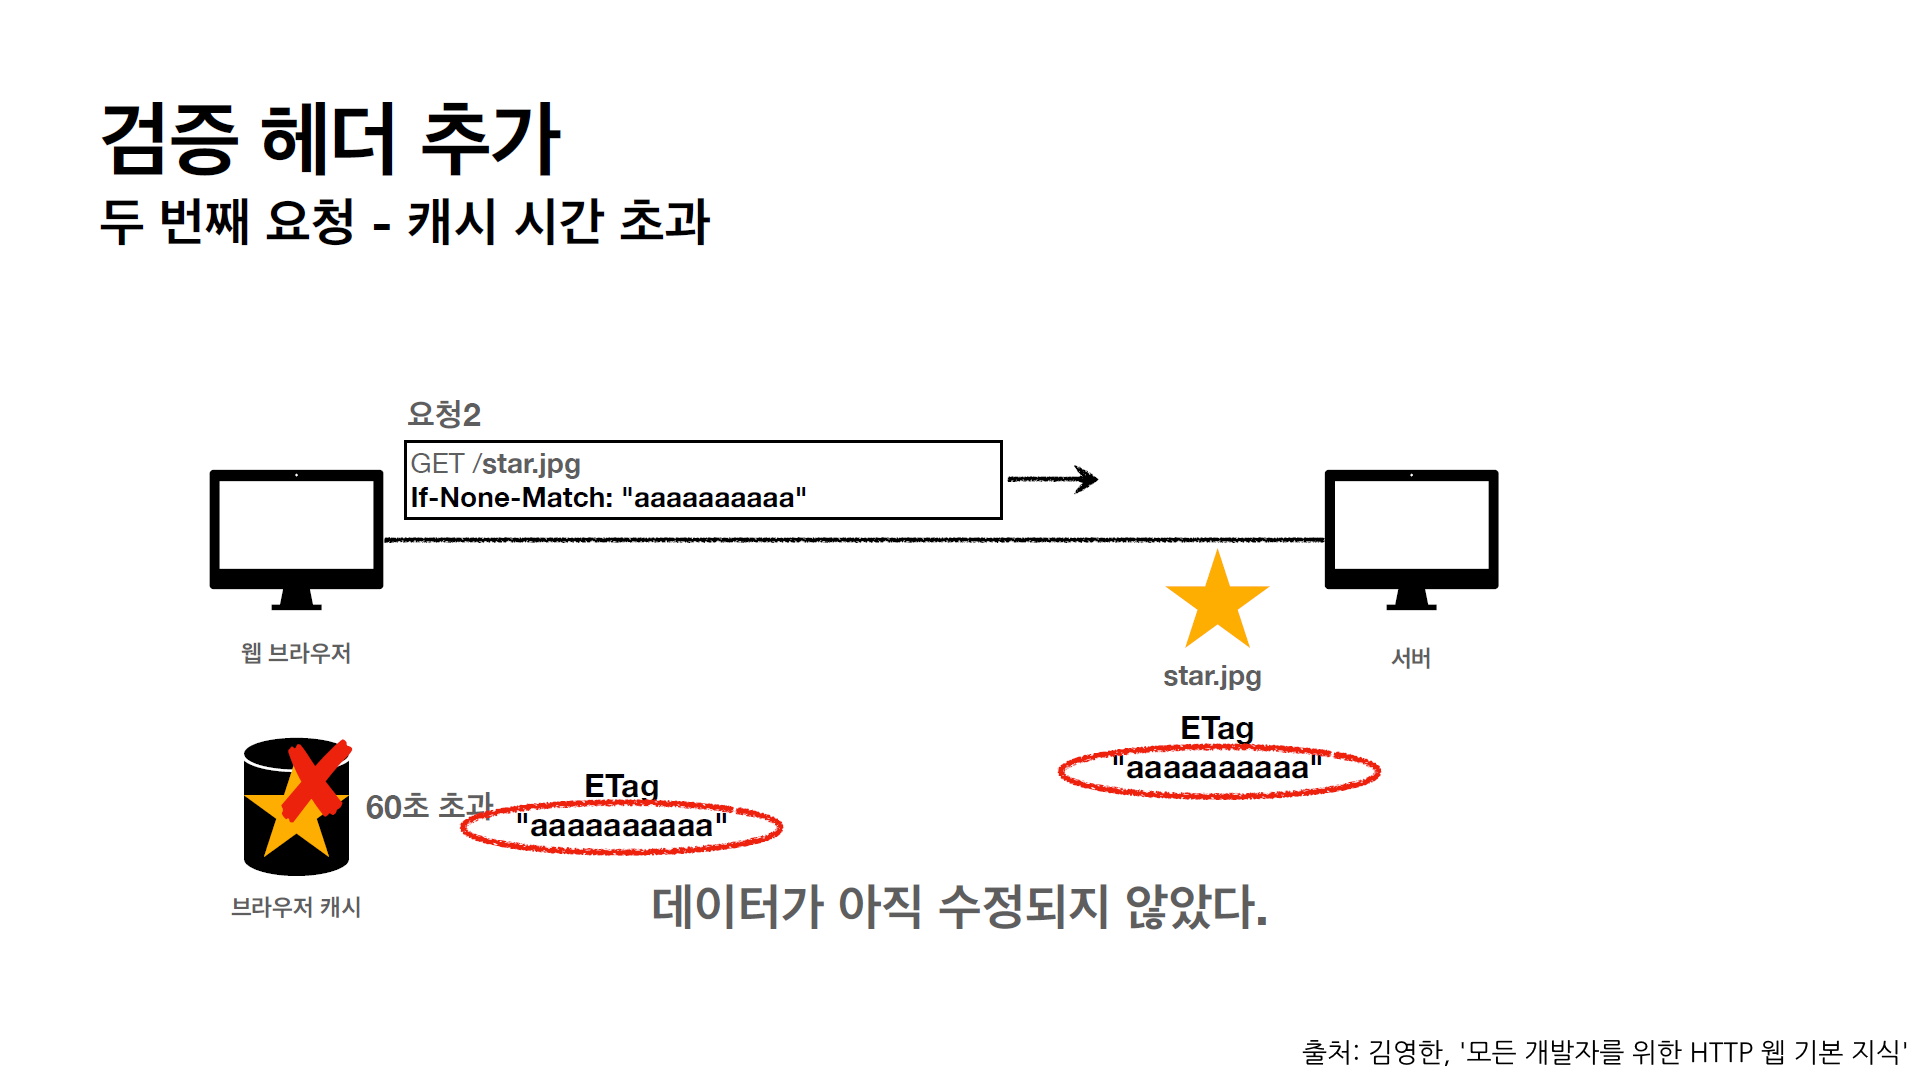 검증 헤더 추가
두 번째 요청 - 캐시 시간 초과
요청2
GET /star.jpg
If-None-Match: "aaaaaaaaaa"
웹 브라우저
서버
star.jpg
ETag
"aaaaaaaaaa"
60초 초과
ETag
"aaaaaaaaaa"
브라우저 캐시
데이터가 아직 수정되지 않았다.
출처: 김영한, '모든 개발자를 위한 HTTP 웹 기본 지식'